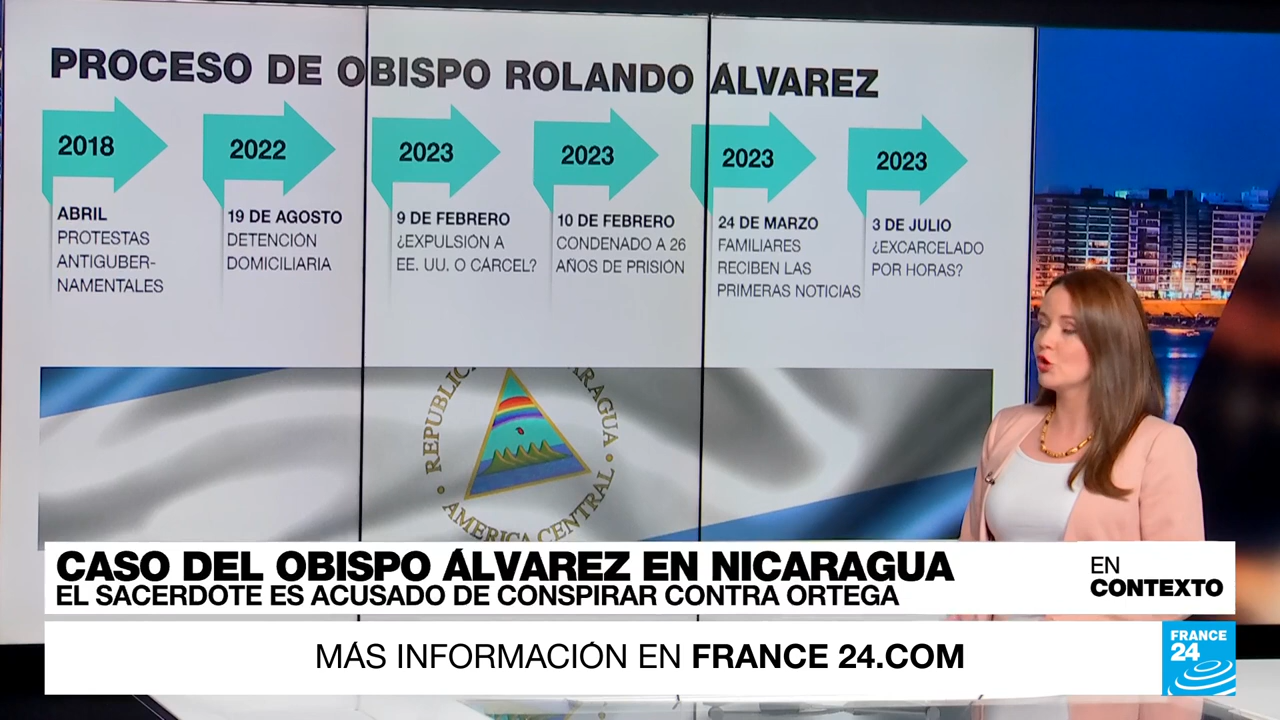 PROCESO DE OBISPO ROLANDO ÁLVAREZ
2018
ABRIL
PROTESTAS
ANTIGUBER-
NAMENTALES
2022
19 DE AGOSTO
DETENCIÓN
DOMICILIARIA
2023
9 DE FEBRERO
¿EXPULSIÓN A
EE. UU. O CÁRCEL?
2023
10 DE FEBRERO
CONDENADO A 26
AÑOS DE PRISIÓN
2023
24 DE MARZO
FAMILIARES
RECIBEN LAS
PRIMERAS NOTICIAS
2023
3 DE JULIO
¿EXCARCELADO
POR HORAS?
AMERICA CENTRAL
CASO DEL OBISPO ÁLVAREZ EN NICARAGUA
EL SACERDOTE ES ACUSADO DE CONSPIRAR CONTRA ORTEGA
EN
CONTEXTO
MÁS INFORMACIÓN EN FRANCE 24.COM
FRANCE
24